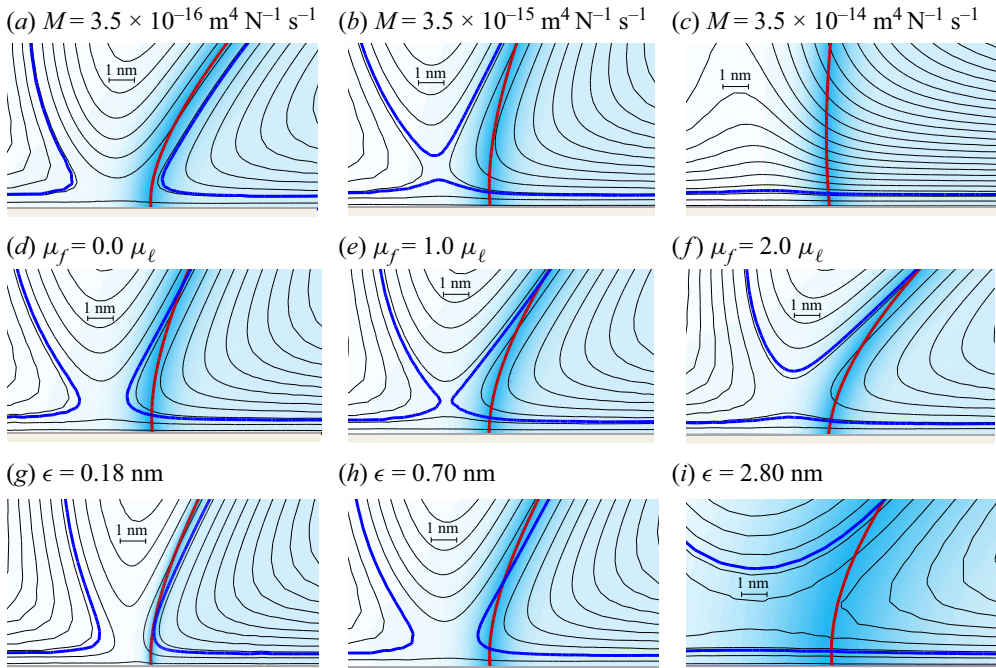 (a) M = 3.5 × 10⁻¹⁶ m⁴ N⁻¹ s⁻¹
(b) M = 3.5 × 10⁻¹⁵ m⁴ N⁻¹ s⁻¹
(c) M = 3.5 × 10⁻¹⁴ m⁴ N⁻¹ s⁻¹
1 nm
1 nm
1 nm
(d) μ_f = 0.0 μ_ℓ
(e) μ_f = 1.0 μ_ℓ
(f) μ_f = 2.0 μ_ℓ
1 nm
1 nm
1 nm
(g) ϵ = 0.18 nm
(h) ϵ = 0.70 nm
(i) ϵ = 2.80 nm
1 nm
1 nm
1 nm